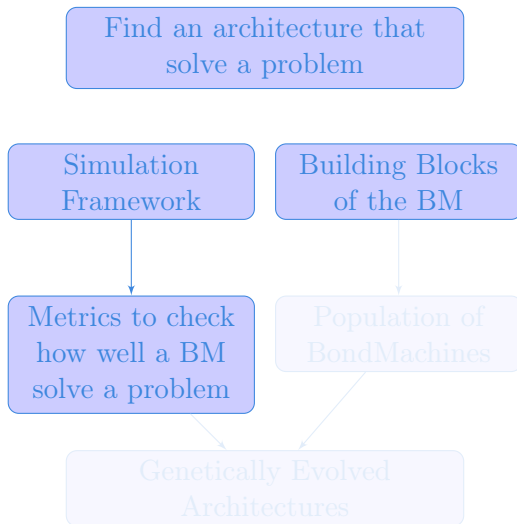 Find an architecture that
solve a problem
Simulation
Framework
Building Blocks
of the BM
Metrics to check
how well a BM
solve a problem
Population of
BondMachines
Genetically Evolved
Architectures